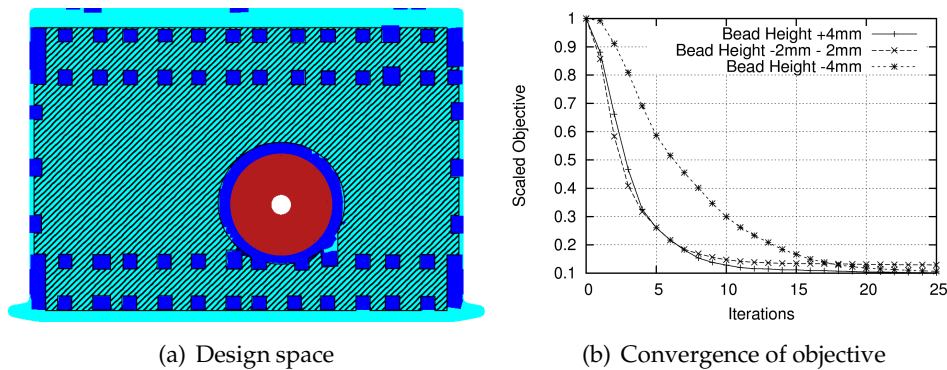 1
0.9
0.8
0.7
0.6
0.5
0.4
0.3
0.2
0.1
Scaled Objective
Bead Height +4mm
Bead Height -2mm - 2mm
Bead Height -4mm
0 5 10 15 20 25
Iterations
(a) Design space
(b) Convergence of objective